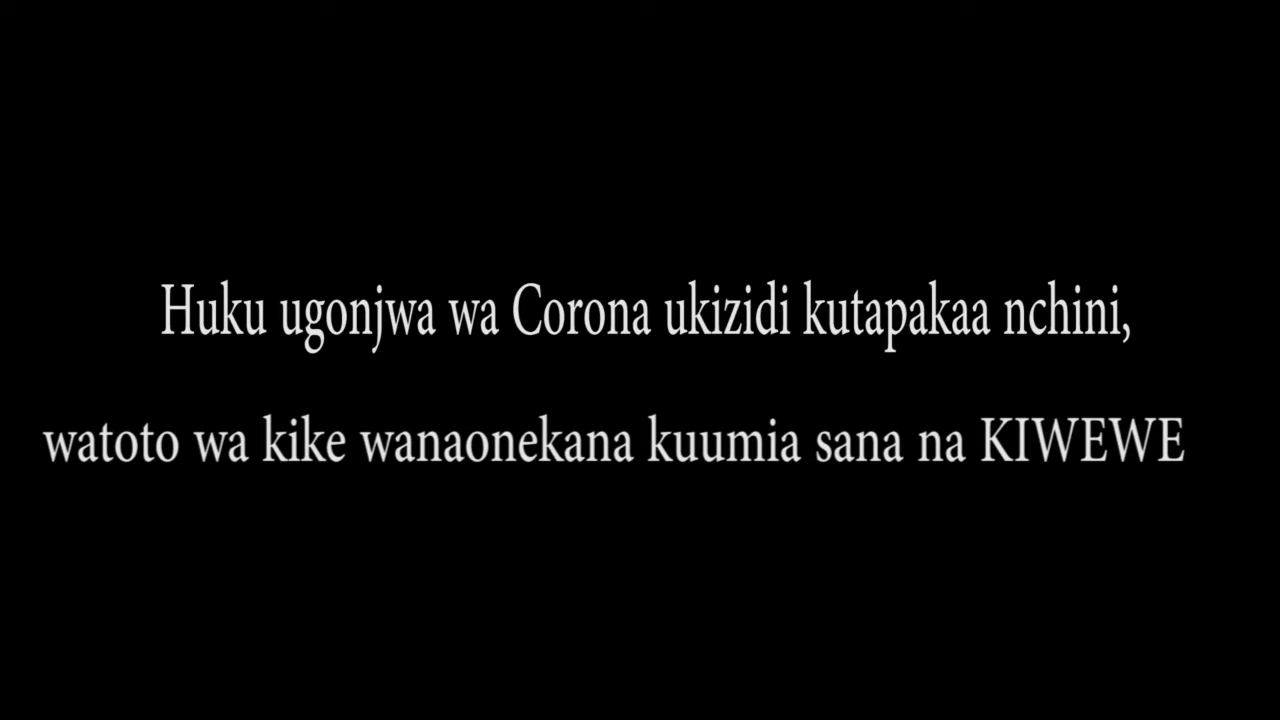 Huku ugonjwa wa Corona ukizidi kutapakaa nchini,
watoto wa kike wanaonekana kuumia sana na KIWEWE